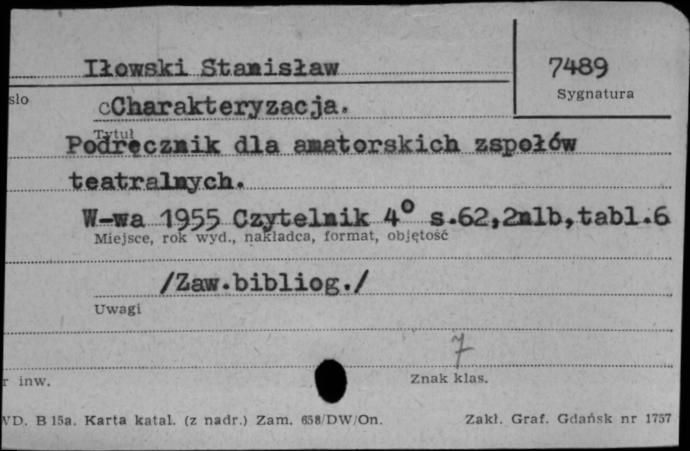 Iłowski Stanisław
7489
Sygnatura
sło
cCharakteryzacja.
Tytuł
Podręcznik dla amatorskich zspołów
teatralnych.
W-wa 1955 Czytelnik 4° s.62,2nlb,tabl.6
Miejsce, rok wyd., nakładca, format, objętość
/Zaw.bibliog./
Uwagi
7
r inw.
Znak klas.
VD. B 15a. Karta katal. (z nadr.) Zam. 658/DW/On.
Zakł. Graf. Gdańsk nr 1757